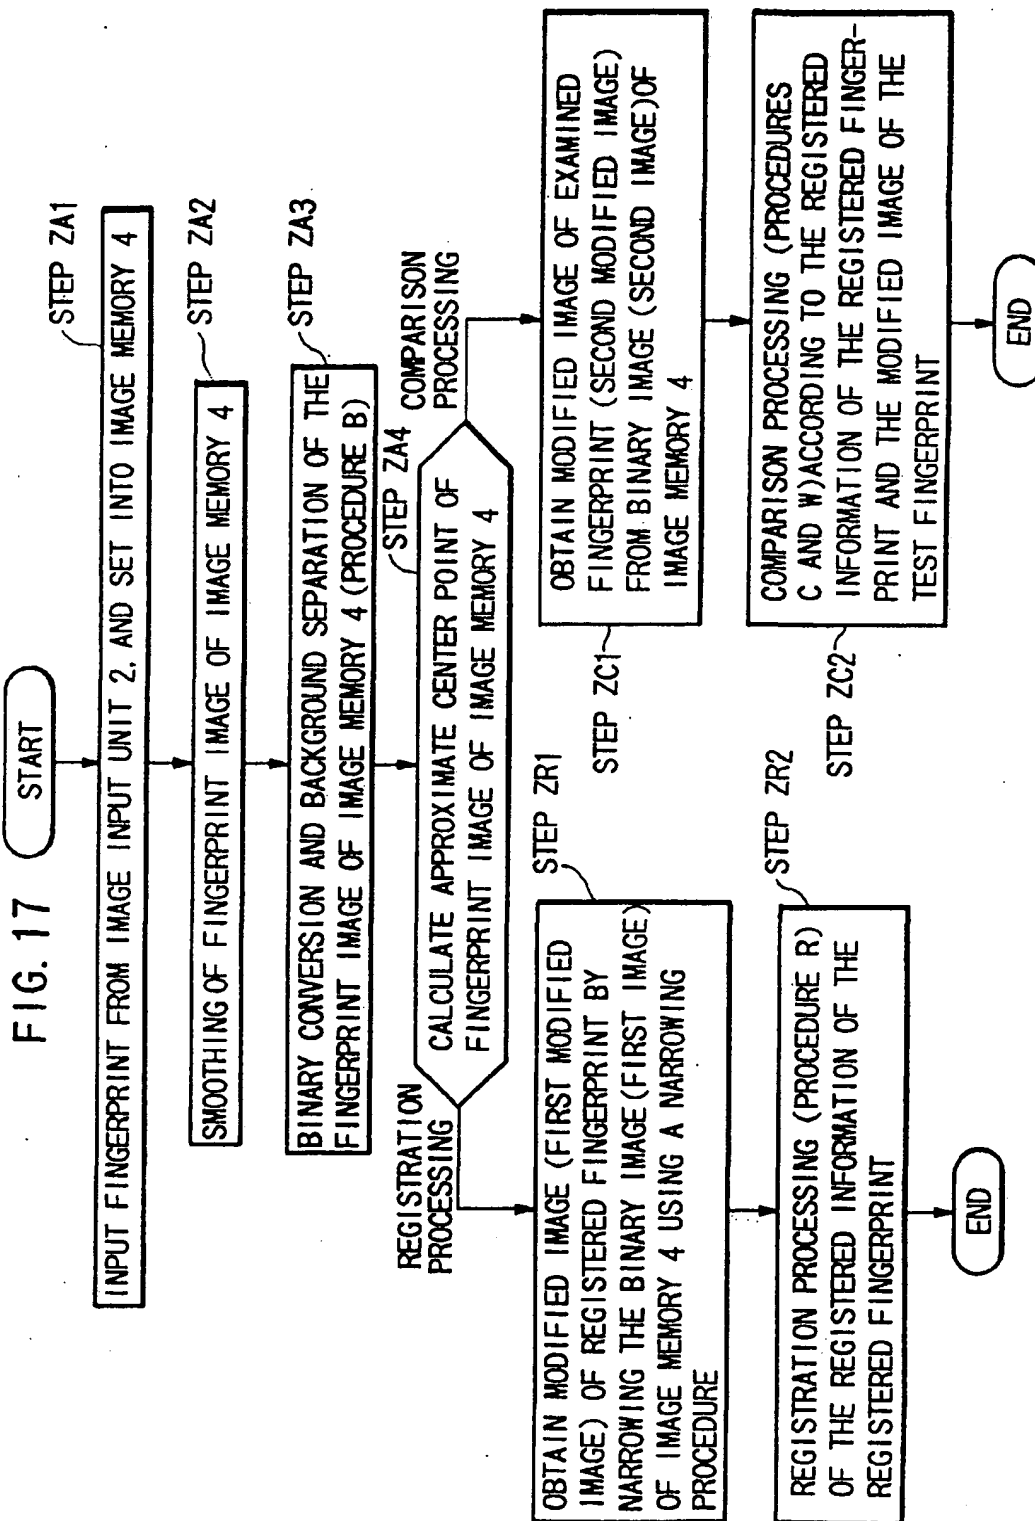 FIG. 17
START
STEP ZA1
INPUT FINGERPRINT FROM IMAGE INPUT UNIT 2, AND SET INTO IMAGE MEMORY 4
STEP ZA2
SMOOTHING OF FINGERPRINT IMAGE OF IMAGE MEMORY 4
STEP ZA3
BINARY CONVERSION AND BACKGROUND SEPARATION OF THE
FINGERPRINT IMAGE OF IMAGE MEMORY 4 (PROCEDURE B)
STEP ZA4
CALCULATE APPROXIMATE CENTER POINT OF
FINGERPRINT IMAGE OF IMAGE MEMORY 4
REGISTRATION
PROCESSING
COMPARISON
PROCESSING
STEP ZR1
OBTAIN MODIFIED IMAGE (FIRST MODIFIED
IMAGE) OF REGISTERED FINGERPRINT BY
NARROWING THE BINARY IMAGE (FIRST IMAGE)
OF IMAGE MEMORY 4 USING A NARROWING
PROCEDURE
STEP ZR2
REGISTRATION PROCESSING (PROCEDURE R)
OF THE REGISTERED INFORMATION OF THE
REGISTERED FINGERPRINT
END
OBTAIN MODIFIED IMAGE OF EXAMINED
FINGERPRINT (SECOND MODIFIED IMAGE)
FROM BINARY IMAGE (SECOND IMAGE) OF
IMAGE MEMORY 4
STEP ZC1
COMPARISON PROCESSING (PROCEDURES
C AND W) ACCORDING TO THE REGISTERED
INFORMATION OF THE REGISTERED FINGER-
PRINT AND THE MODIFIED IMAGE OF THE
TEST FINGERPRINT
STEP ZC2
END